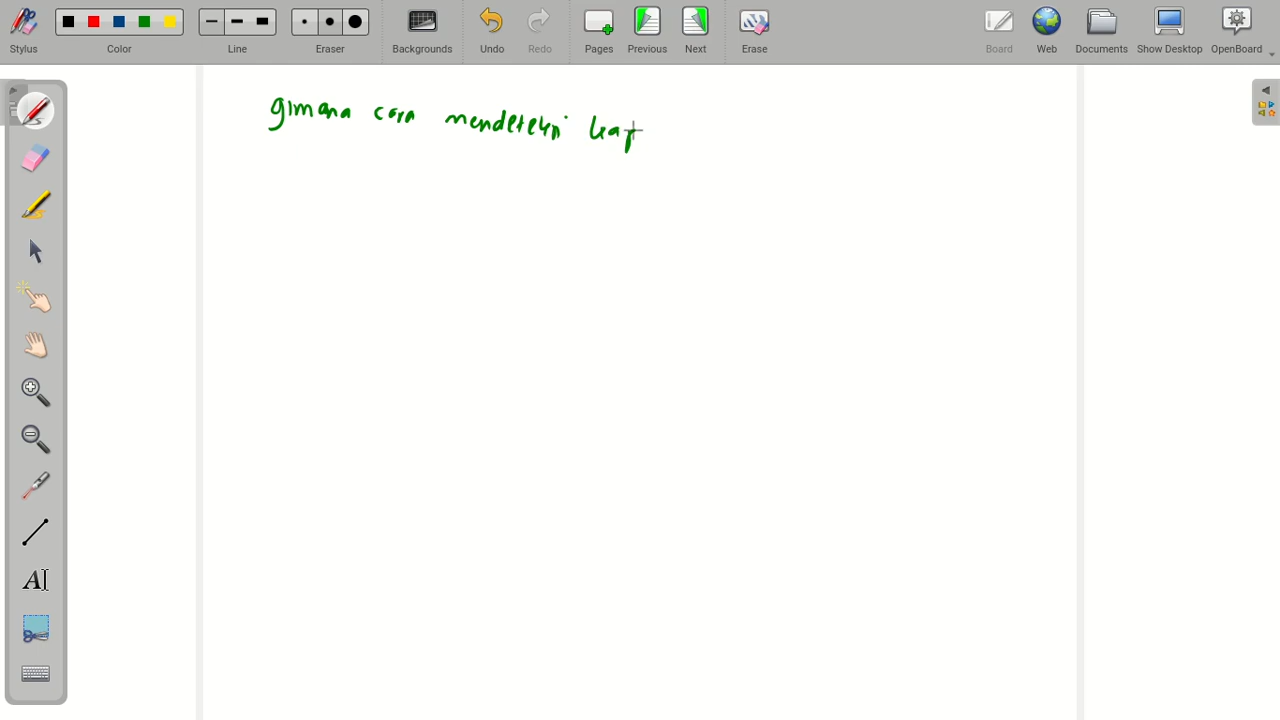 Stylus Color Line Eraser Backgrounds Undo Redo Pages Previous Next Erase Board Web Documents Show Desktop OpenBoard
gimana cara mendeteksi kap